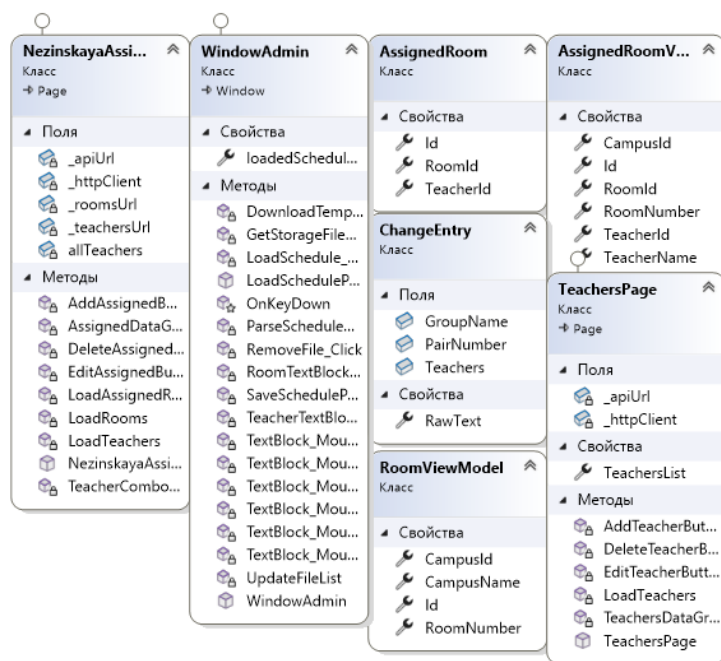 NezinskayaAssi...
Класс
Page
Поля
_apiUrl
_httpClient
_roomsUrl
_teachersUrl
allTeachers
Методы
AddAssignedB...
AssignedDataG...
DeleteAssigned...
EditAssignedBu...
LoadAssignedR...
LoadRooms
LoadTeachers
NezinskayaAssi...
TeacherCombo...
WindowAdmin
Класс
Window
Свойства
loadedSchedul...
Методы
DownloadTemp...
GetStorageFile...
LoadSchedule_...
LoadScheduleP...
OnKeyDown
ParseSchedule...
RemoveFile_Click
RoomTextBlock...
SaveScheduleP...
TeacherTextBlo...
TextBlock_Mou...
TextBlock_Mou...
TextBlock_Mou...
TextBlock_Mou...
TextBlock_Mou...
TextBlock_Mou...
UpdateFileList
WindowAdmin
AssignedRoom
Класс
Свойства
Id
RoomId
TeacherId
ChangeEntry
Класс
Поля
GroupName
PairNumber
Teachers
Свойства
RawText
RoomViewModel
Класс
Свойства
CampusId
CampusName
Id
RoomNumber
AssignedRoomV...
Класс
Свойства
CampusId
Id
RoomId
RoomNumber
TeacherId
TeacherName
TeachersPage
Класс
Page
Поля
_apiUrl
_httpClient
Свойства
TeachersList
Методы
AddTeacherBut...
DeleteTeacherB...
EditTeacherButt...
LoadTeachers
TeachersDataGr...
TeachersPage